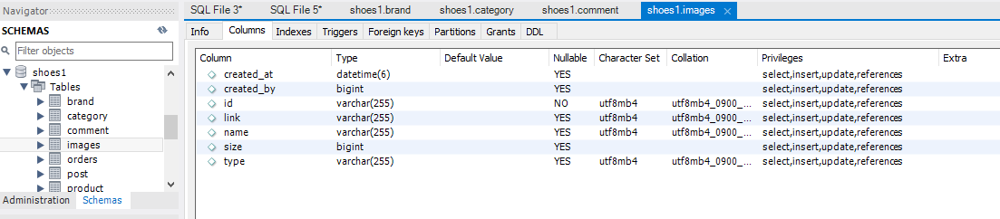 Navigator
SQL File 3* SQL File 5* shoes1.brand shoes1.category shoes1.comment shoes1.images
SCHEMAS
Info Columns Indexes Triggers Foreign keys Partitions Grants DDL
Filter objects
Column Type Default Value Nullable Character Set Collation Privileges Extra
shoes1
created_at datetime(6) YES select,insert,update,references
Tables
created_by bigint YES select,insert,update,references
brand
id varchar(255) NO utf8mb4 utf8mb4_0900_... select,insert,update,references
category
link varchar(255) YES utf8mb4 utf8mb4_0900_... select,insert,update,references
comment
name varchar(255) YES utf8mb4 utf8mb4_0900_... select,insert,update,references
images
size bigint YES select,insert,update,references
orders
type varchar(255) YES utf8mb4 utf8mb4_0900_... select,insert,update,references
post
product
Administration Schemas